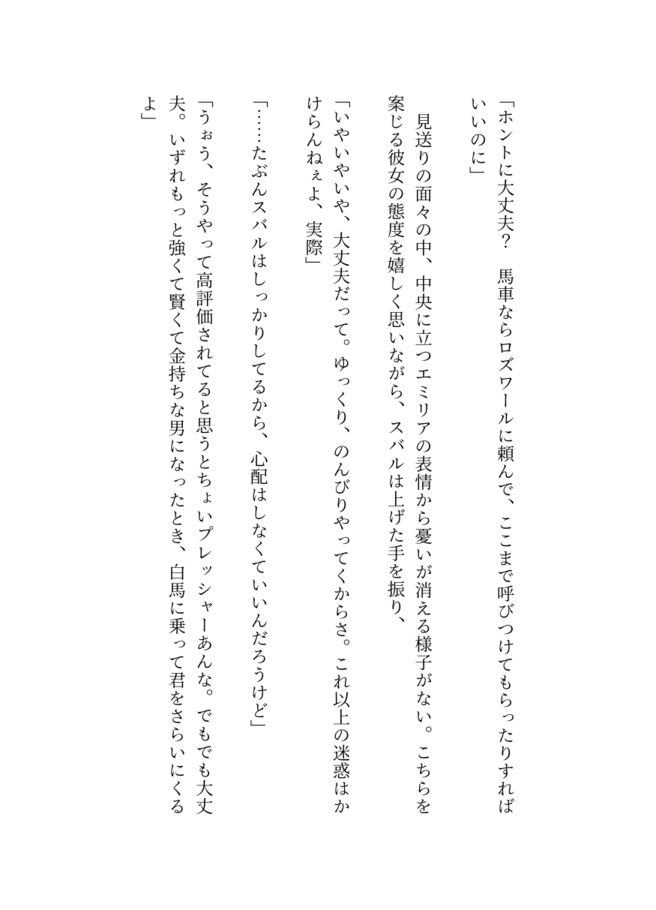 「ホントに大丈夫？　馬車ならロズワールに頼んで、ここまで呼びつけてもらったりすれば
いいのに」
　見送りの面々の中、中央に立つエミリアの表情から憂いが消える様子がない。こちらを
案じる彼女の態度を嬉しく思いながら、スバルは上げた手を振り、
「いやいやいや、大丈夫だって。ゆっくり、のんびりやってくからさ。これ以上の迷惑はか
けらんねぇよ、実際」
「……たぶんスバルはしっかりしてるから、心配はしなくていいんだろうけど」
「うぉう、そうやって高評価されてると思うとちょいプレッシャーあんな。でもでも大丈
夫。いずれもっと強くて賢くて金持ちな男になったとき、白馬に乗って君をさらいにくる
よ」